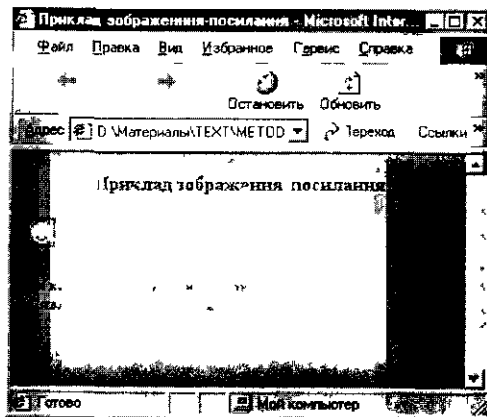 Приклад зображенння-посилання - Microsoft Inter...
Файл Правка Вид Избранное Сервис Справка
Остановить Обновить
Адрес D:\Материалы\TEXT\METOD Переход Ссылки
Приклад зображення посилання
Готово Мой компьютер